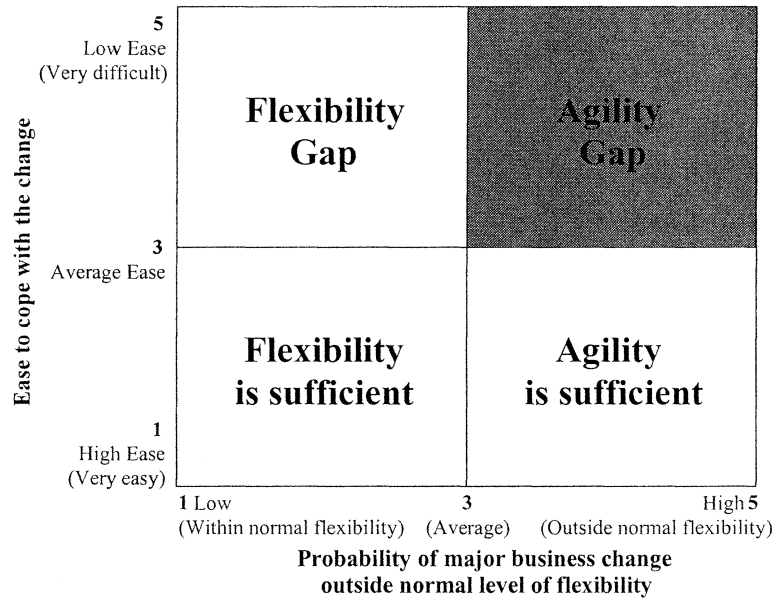 5
Low Ease
(Very difficult)
Flexibility
Gap
Agility
Gap
Ease to cope with the change
3
Average Ease
Flexibility
is sufficient
Agility
is sufficient
1
High Ease
(Very easy)
1 Low
3
High 5
(Within normal flexibility)
(Average)
(Outside normal flexibility)
Probability of major business change
outside normal level of flexibility